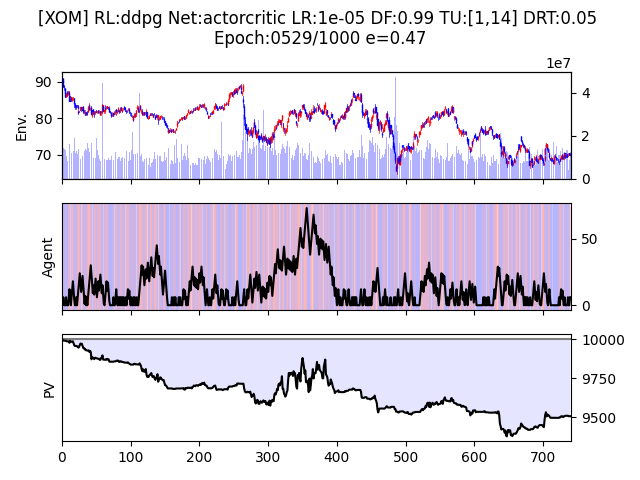 [XOM] RL:ddpg Net:actorcritic LR:1e-05 DF:0.99 TU:[1,14] DRT:0.05
Epoch:0529/1000 e=0.47
1e7
Env.
90
80
70
4
2
0
Agent
50
0
PV
10000
9750
9500
0 100 200 300 400 500 600 700